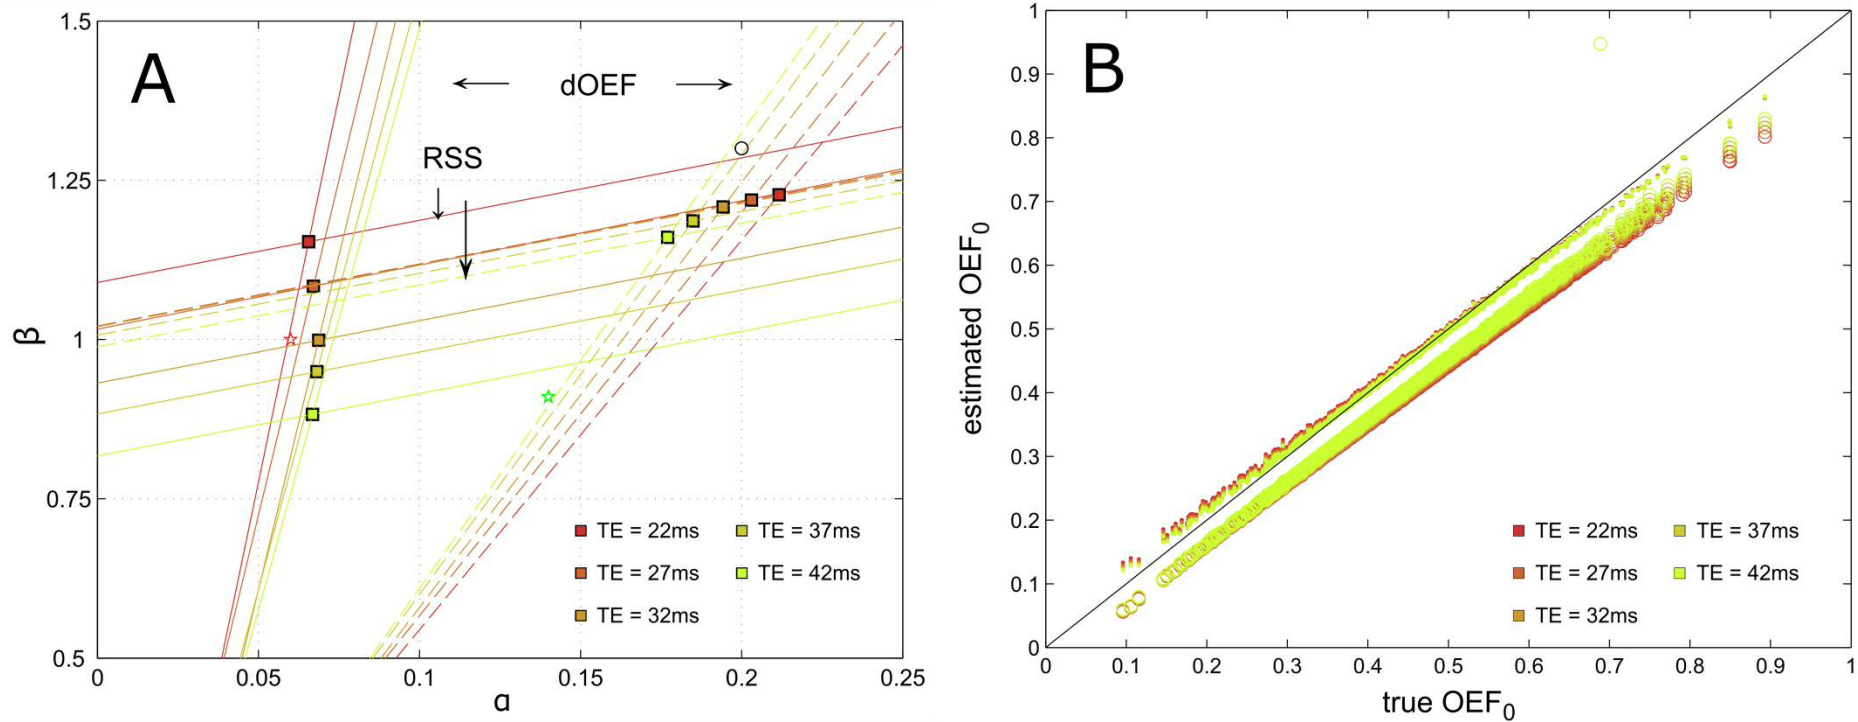 A
dOEF
RSS
1.5
1.25
1
0.75
0.5
β
0
0.05
0.1
0.15
0.2
0.25
ɑ
TE = 22ms
TE = 27ms
TE = 32ms
TE = 37ms
TE = 42ms
B
1
0.9
0.8
0.7
0.6
0.5
0.4
0.3
0.2
0.1
0
estimated OEF₀
0
0.1
0.2
0.3
0.4
0.5
0.6
0.7
0.8
0.9
1
true OEF₀
TE = 22ms
TE = 27ms
TE = 32ms
TE = 37ms
TE = 42ms